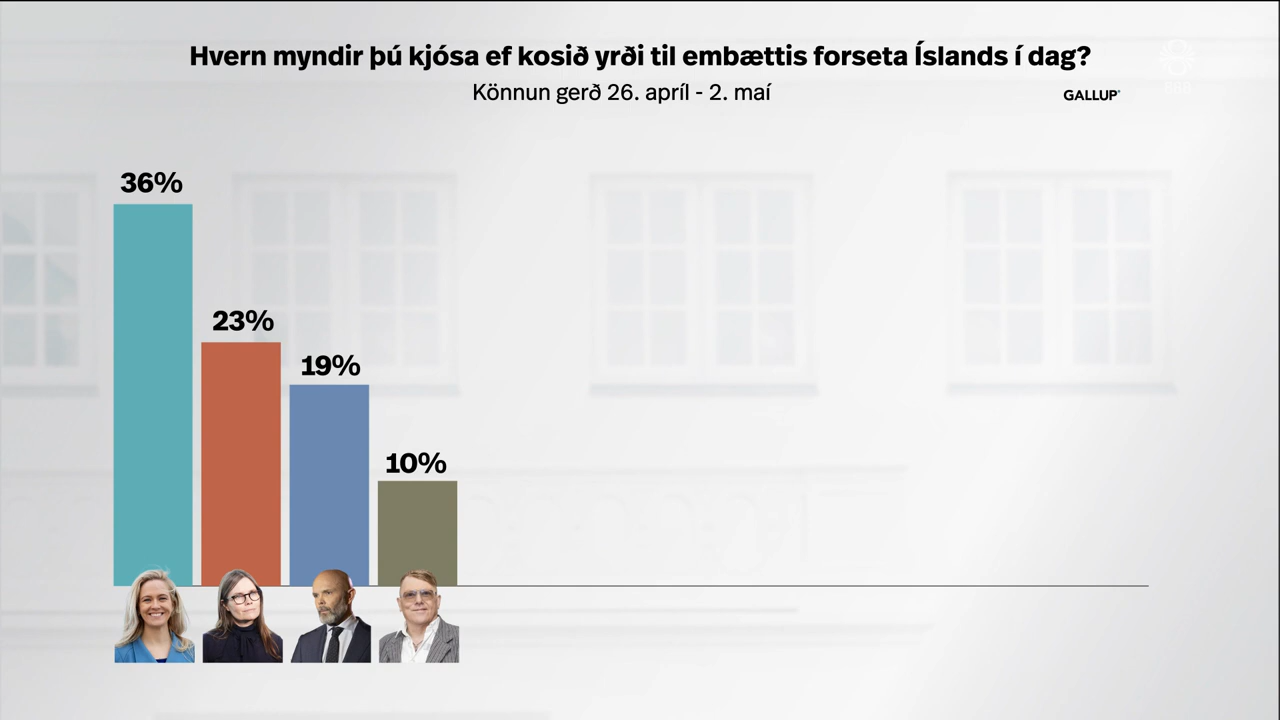 Hvern myndir þú kjósa ef kosið yrði til embættis forseta Íslands í dag?
Könnun gerð 26. apríl - 2. maí
GALLUP
36%
23%
19%
10%